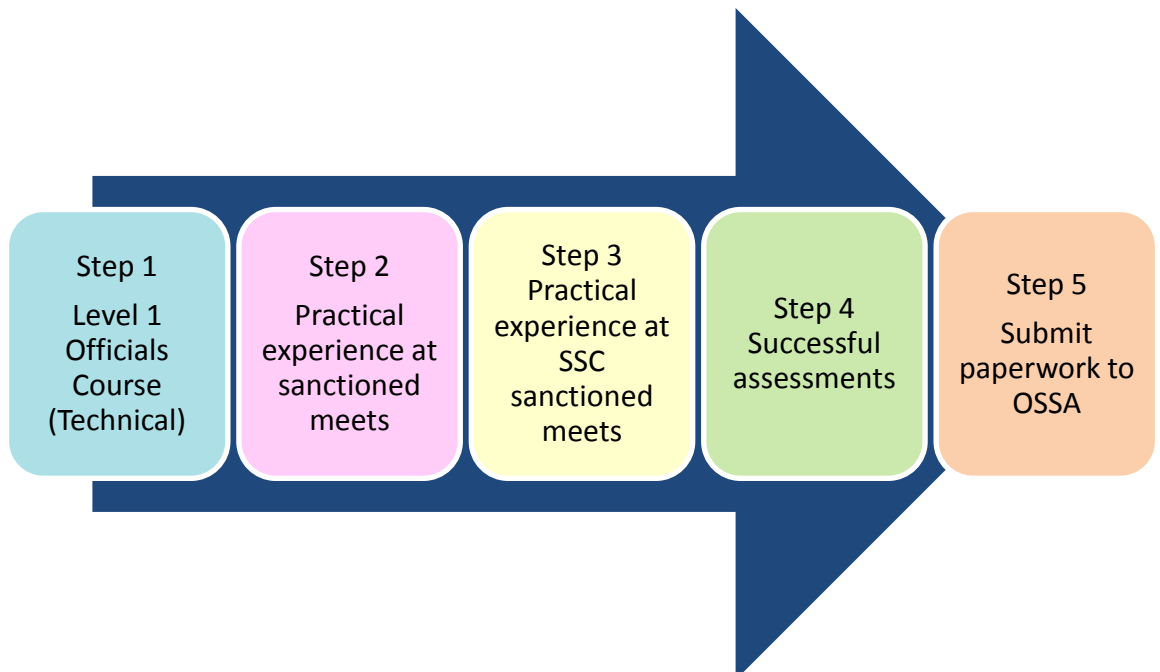 Step 1
Level 1
Officials
Course
(Technical)
Step 2
Practical
experience at
sanctioned
meets
Step 3
Practical
experience at
SSC
sanctioned
meets
Step 4
Successful
assessments
Step 5
Submit
paperwork to
OSSA